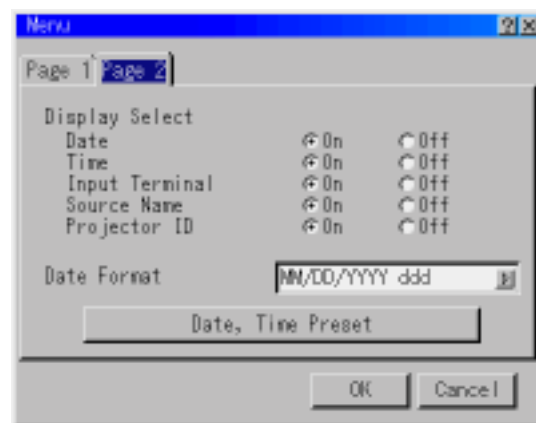 Menu ? ×
Page 1 Page 2
Display Select
Date On Off
Time On Off
Input Terminal On Off
Source Name On Off
Projector ID On Off
Date Format MM/DD/YYYY ddd
Date, Time Preset
OK Cancel